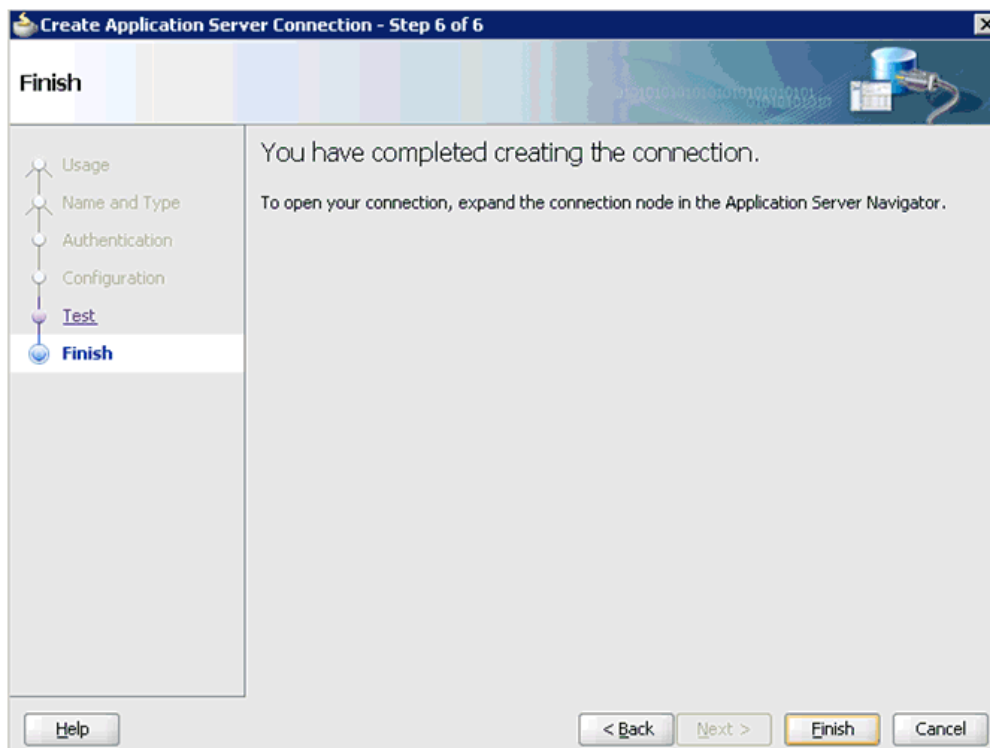 Create Application Server Connection - Step 6 of 6
Finish
You have completed creating the connection.
To open your connection, expand the connection node in the Application Server Navigator.
Usage
Name and Type
Authentication
Configuration
Test
Finish
Help
< Back
Next >
Finish
Cancel